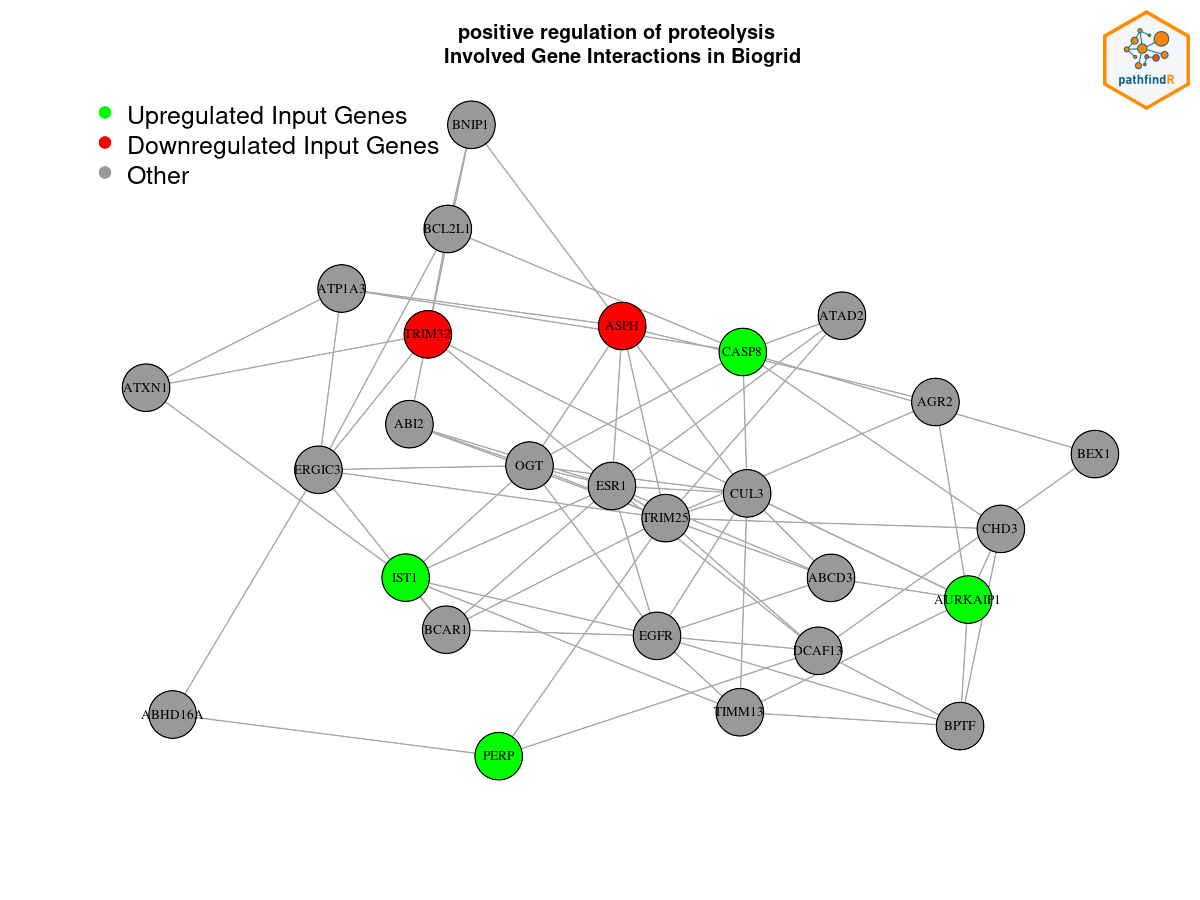 positive regulation of proteolysis
Involved Gene Interactions in Biogrid
pathfindR
Upregulated Input Genes
Downregulated Input Genes
Other
BNIP1
BCL2L1
ATP1A3
TRIM32
ASPH
ATAD2
CASP8
ATXN1
AGR2
ABI2
BEX1
ERGIC3
OGT
ESR1
CUL3
TRIM25
CHD3
IST1
ABCD3
AURKAIP1
BCAR1
EGFR
DCAF13
ABHD16A
TIMM13
BPTF
PERP